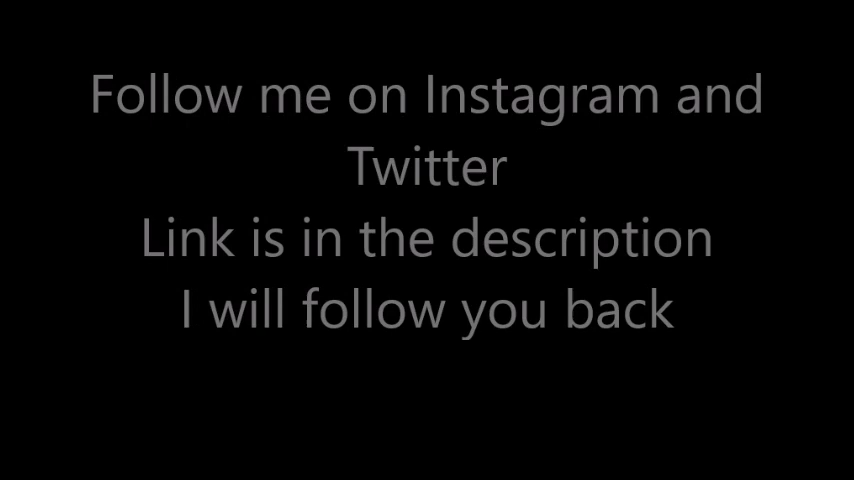 Follow me on Instagram and
Twitter
Link is in the description
I will follow you back